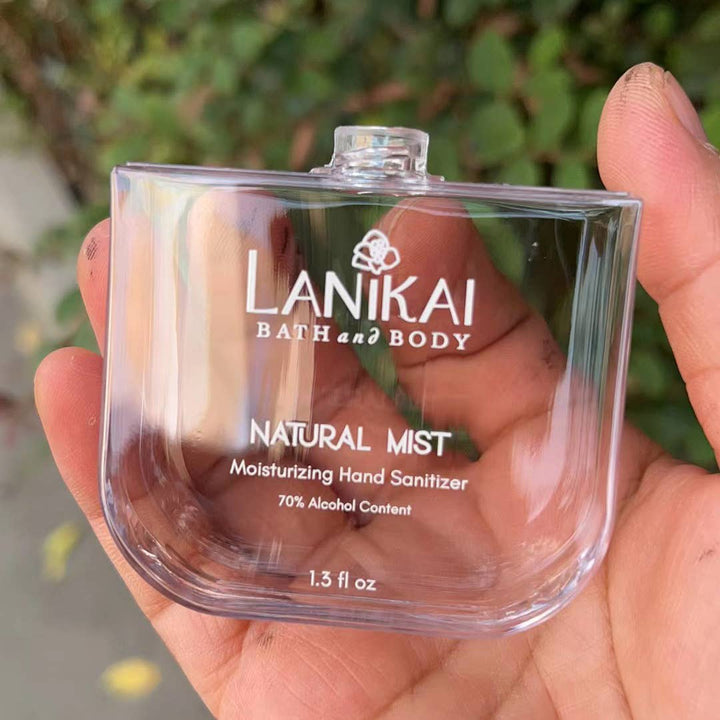 LANIKAI
BATH and BODY
NATURAL MIST
Moisturizing Hand Sanitizer
70% Alcohol Content
1.3 fl oz